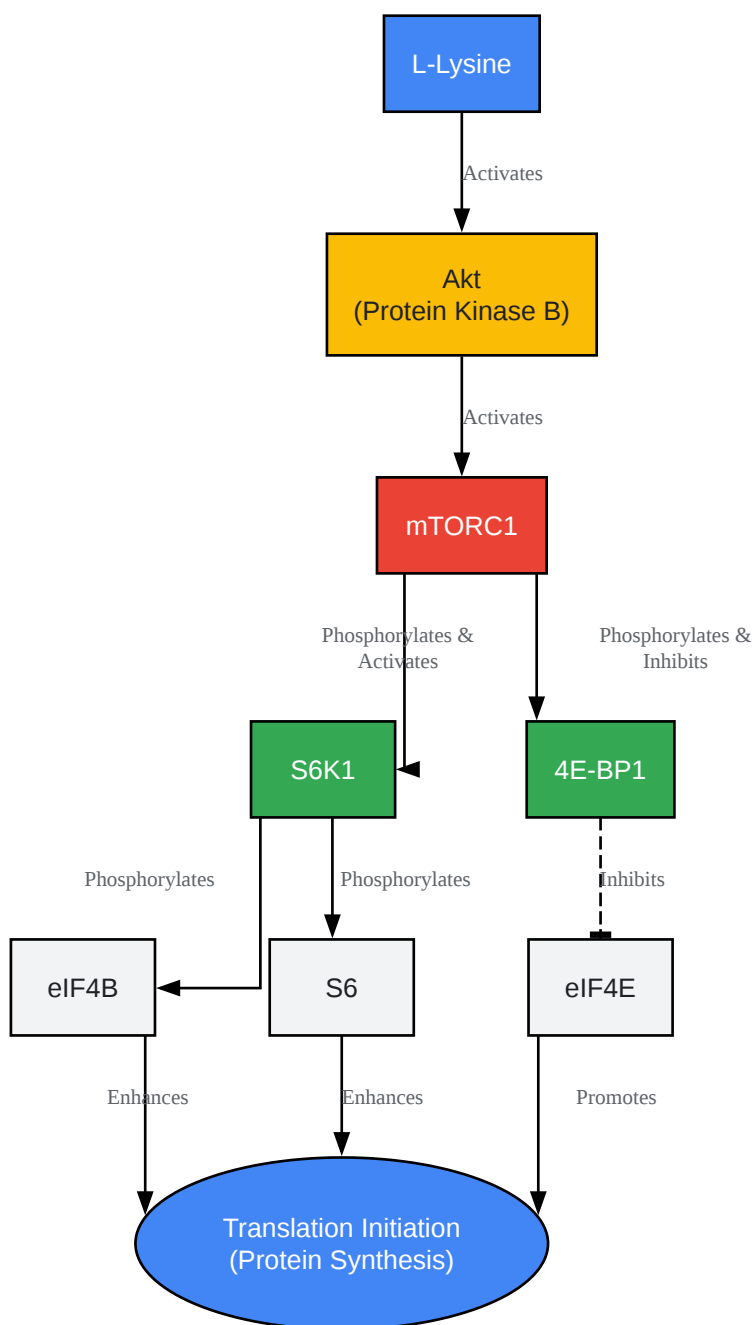 L-Lysine
Activates
Akt
(Protein Kinase B)
Activates
mTORC1
Phosphorylates &
Activates
Phosphorylates &
Inhibits
S6K1
4E-BP1
Phosphorylates
Phosphorylates
Inhibits
eIF4B
S6
eIF4E
Enhances
Enhances
Promotes
Translation Initiation
(Protein Synthesis)